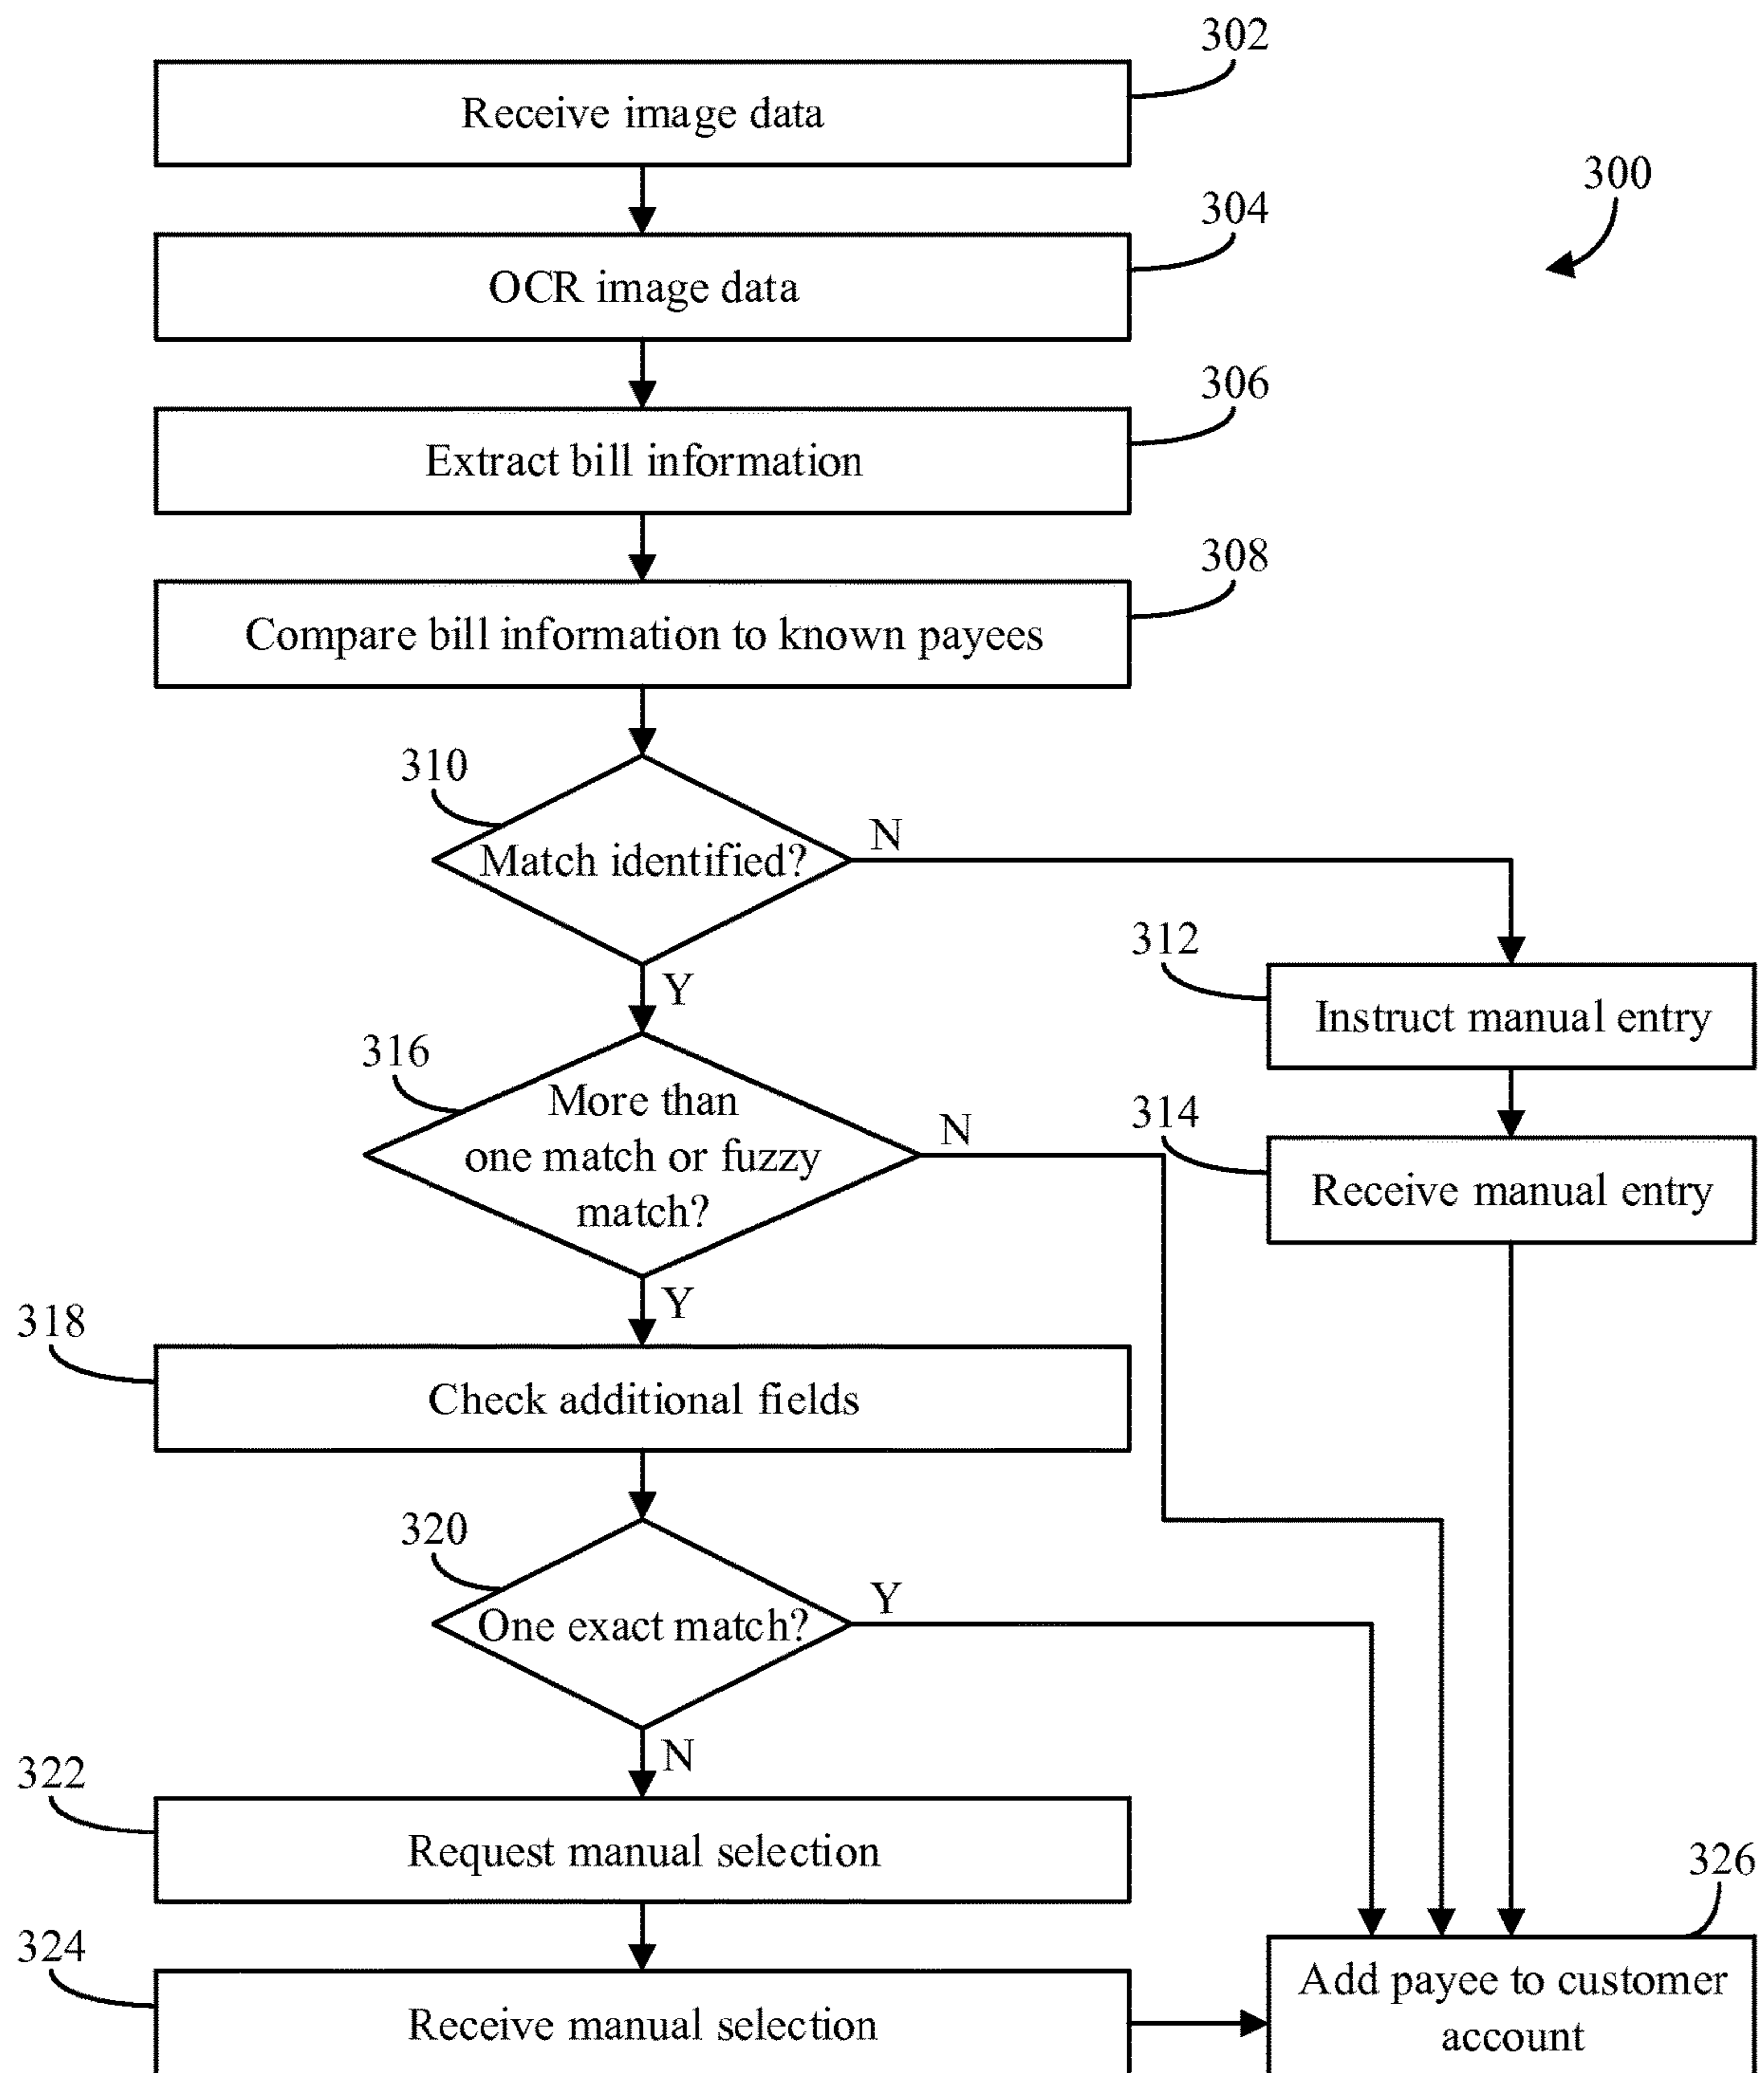 302
Receive image data
300
304
OCR image data
306
Extract bill information
308
Compare bill information to known payees
310
Match identified?
N
Y
312
Instruct manual entry
314
Receive manual entry
316
More than
one match or fuzzy
match?
N
Y
318
Check additional fields
320
One exact match?
Y
N
322
Request manual selection
324
Receive manual selection
326
Add payee to customer
account